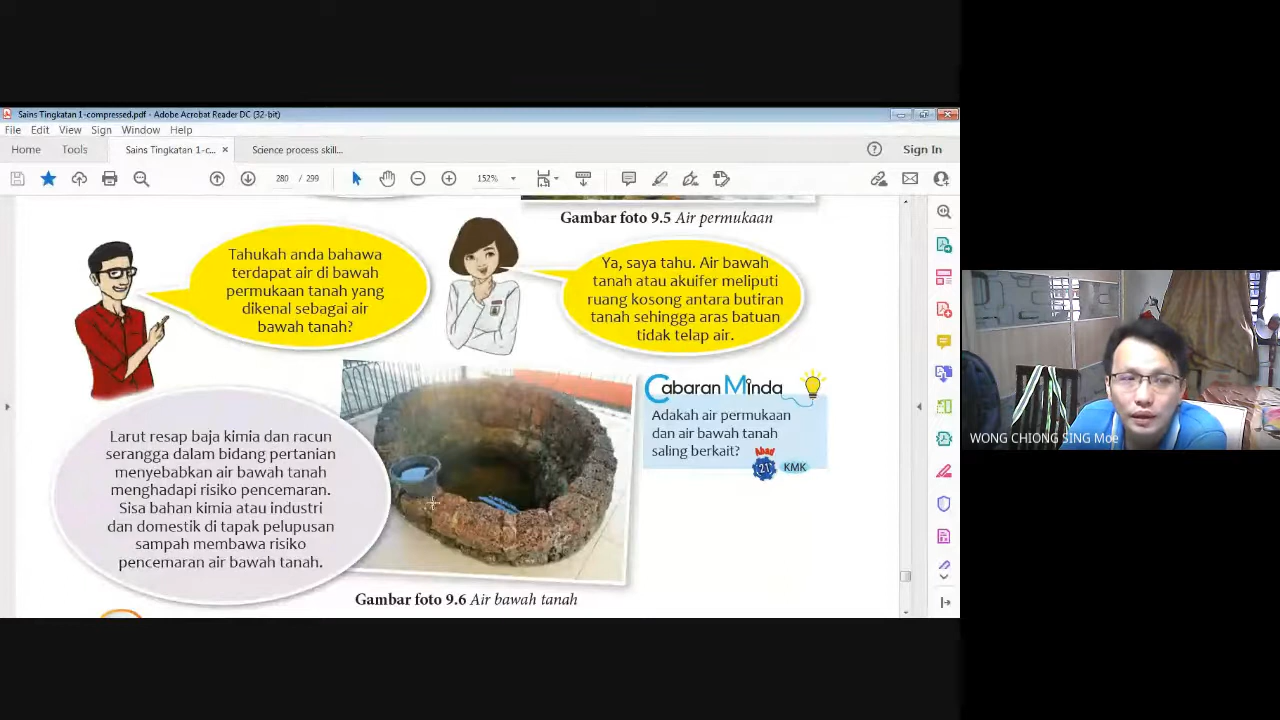 Sains Tingkatan 1-compressed.pdf - Adobe Acrobat Reader DC (32-bit)
File Edit View Sign Window Help
Home Tools Sains Tingkatan 1-c... × Science process skill... Sign In
280 / 299 152%
Gambar foto 9.5 Air permukaan
Tahukah anda bahawa
terdapat air di bawah
permukaan tanah yang
dikenal sebagai air
bawah tanah?
Ya, saya tahu. Air bawah
tanah atau akuifer meliputi
ruang kosong antara butiran
tanah sehingga aras batuan
tidak telap air.
Larut resap baja kimia dan racun
serangga dalam bidang pertanian
menyebabkan air bawah tanah
menghadapi risiko pencemaran.
Sisa bahan kimia atau industri
dan domestik di tapak pelupusan
sampah membawa risiko
pencemaran air bawah tanah.
Cabaran Minda
Adakah air permukaan
dan air bawah tanah
saling berkait?
21 KMK
Gambar foto 9.6 Air bawah tanah
WONG CHIONG SING Moe